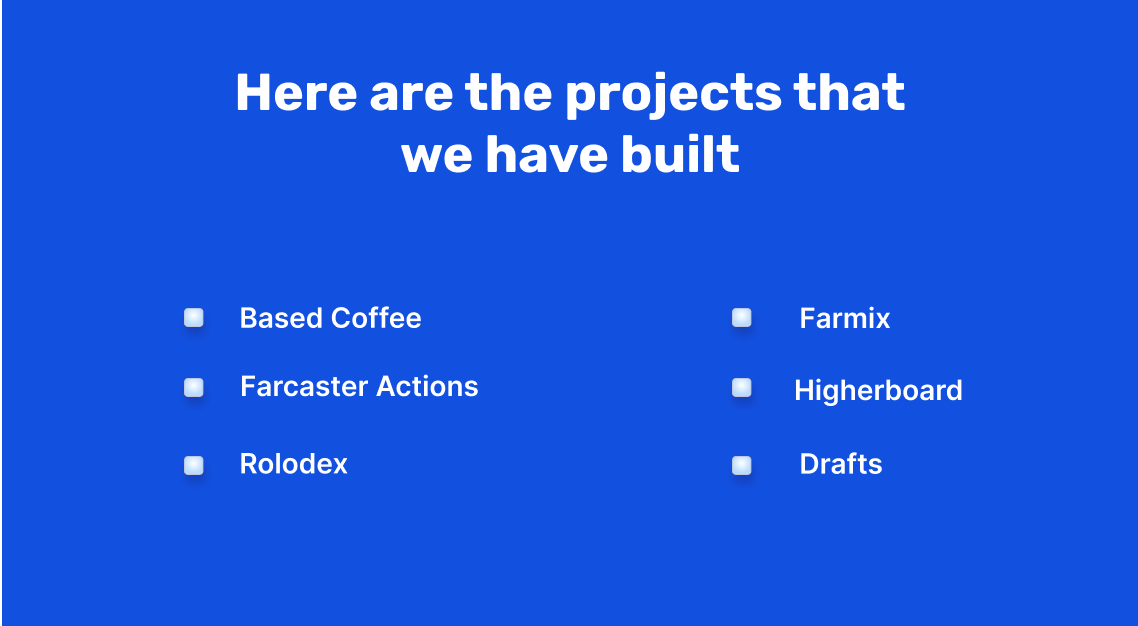 Here are the projects that
we have built
Based Coffee
Farcaster Actions
Rolodex
Farmix
Higherboard
Drafts